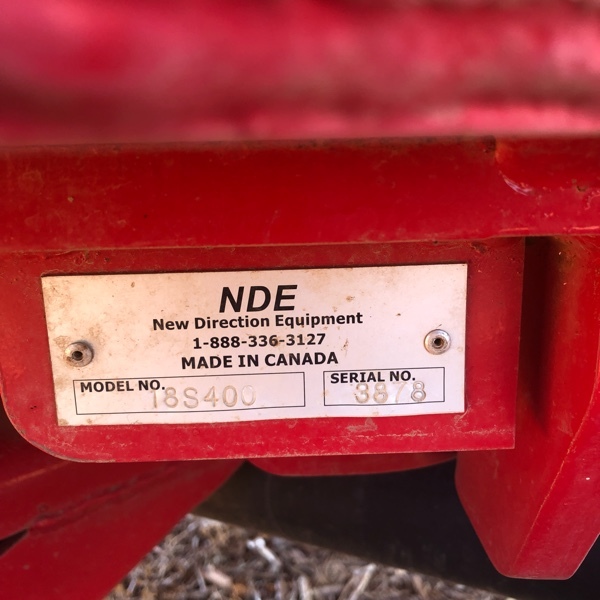 NDE
New Direction Equipment
1-888-336-3127
MADE IN CANADA
MODEL NO. 18S400
SERIAL NO. 3878